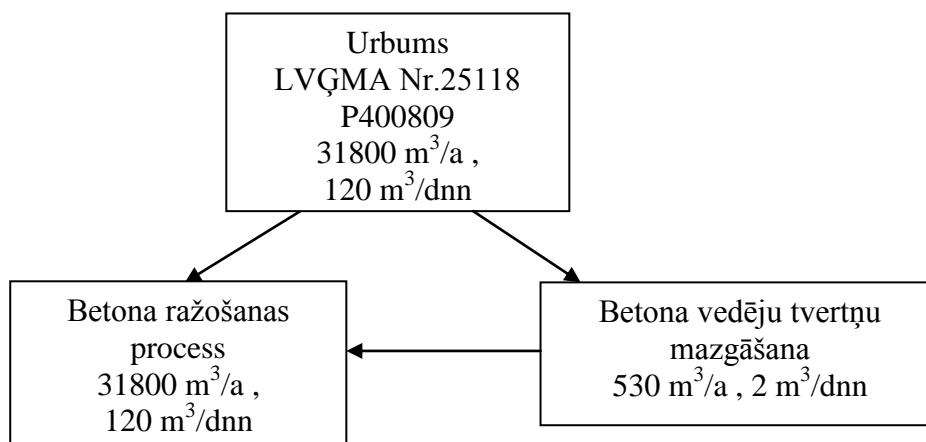 Urbums
LVĢMA Nr.25118
P400809
31800 m³/a ,
120 m³/dnn
Betona ražošanas
process
31800 m³/a ,
120 m³/dnn
Betona vedēju tvertņu
mazgāšana
530 m³/a , 2 m³/dnn